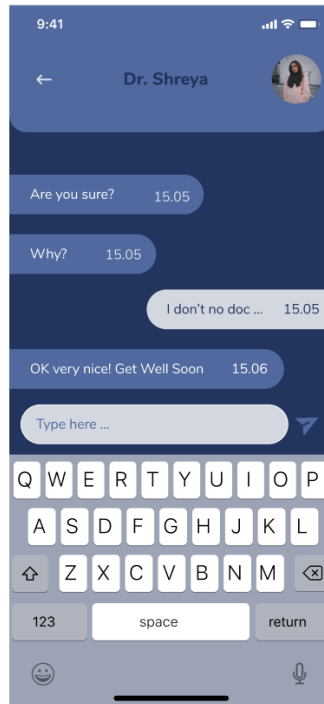 9:41
Dr. Shreya
Are you sure? 15.05
Why? 15.05
I don't no doc ... 15.05
OK very nice! Get Well Soon 15.06
Type here ...
Q W E R T Y U I O P
A S D F G H J K L
Z X C V B N M
123 space return